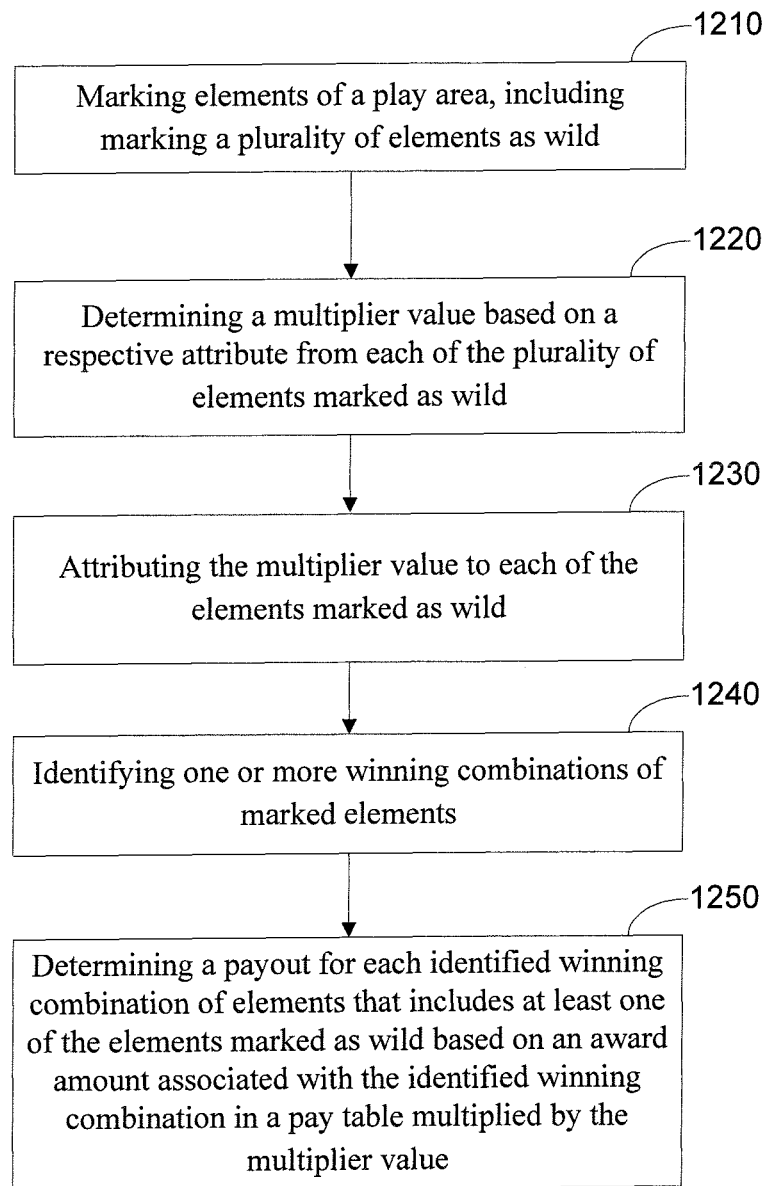 1210
Marking elements of a play area, including
marking a plurality of elements as wild
1220
Determining a multiplier value based on a
respective attribute from each of the plurality of
elements marked as wild
1230
Attributing the multiplier value to each of the
elements marked as wild
1240
Identifying one or more winning combinations of
marked elements
1250
Determining a payout for each identified winning
combination of elements that includes at least one
of the elements marked as wild based on an award
amount associated with the identified winning
combination in a pay table multiplied by the
multiplier value